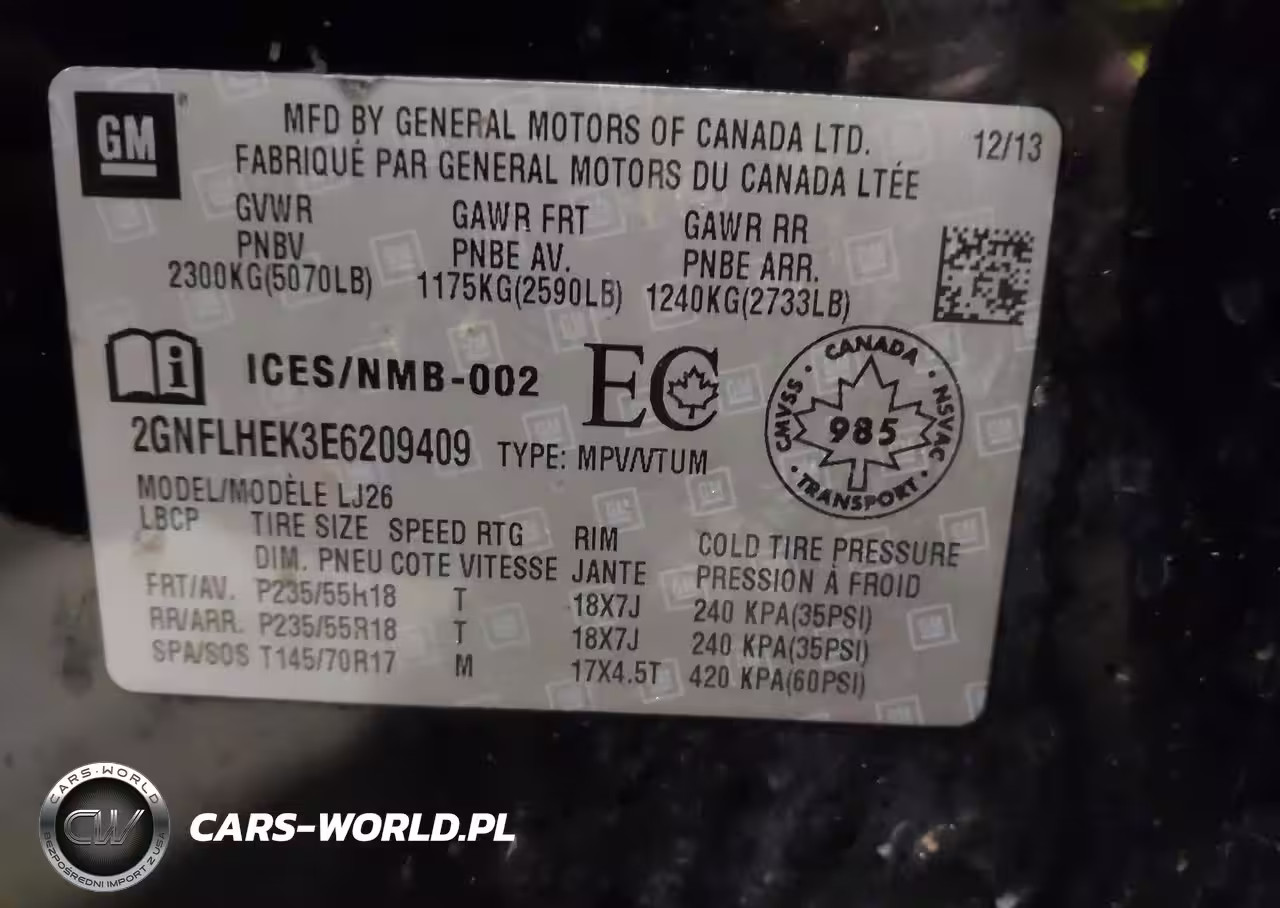 GM
MFD BY GENERAL MOTORS OF CANADA LTD.
12/13
FABRIQUÉ PAR GENERAL MOTORS DU CANADA LTÉE
GVWR GAWR FRT GAWR RR
PNBV PNBE AV. PNBE ARR.
2300KG(5070LB) 1175KG(2590LB) 1240KG(2733LB)
ICES/NMB-002 EC
CANADA
CMVSS 985 NSVAC
TRANSPORT
2GNFLHEK3E6209409 TYPE: MPV/VTUM
MODEL/MODÈLE LJ26
LBCP TIRE SIZE SPEED RTG RIM COLD TIRE PRESSURE
DIM. PNEU COTE VITESSE JANTE PRESSION À FROID
FRT/AV. P235/55R18 T 18X7J 240 KPA(35PSI)
RR/ARR. P235/55R18 T 18X7J 240 KPA(35PSI)
SPA/SOS T145/70R17 M 17X4.5T 420 KPA(60PSI)
CARS-WORLD
CW
BEZPOŚREDNI IMPORT Z USA
CARS-WORLD.PL